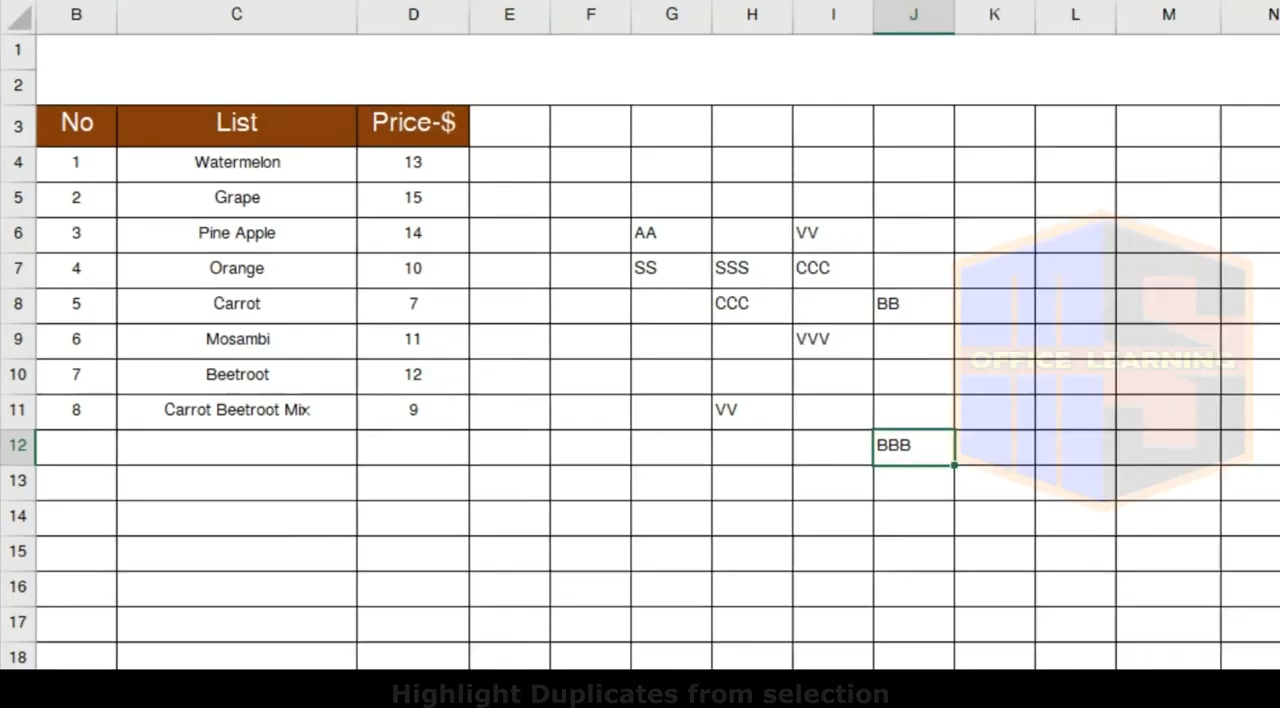 B C D E F G H I J K L M N
1
2
3 No List Price-$
4 1 Watermelon 13
5 2 Grape 15
6 3 Pine Apple 14 AA VV
7 4 Orange 10 SS SSS CCC
8 5 Carrot 7 CCC BB
9 6 Mosambi 11 VVV
OFFICE LEARNING
10 7 Beetroot 12
11 8 Carrot Beetroot Mix 9 VV
12 BBB
13
14
15
16
17
18
Highlight Duplicates from selection